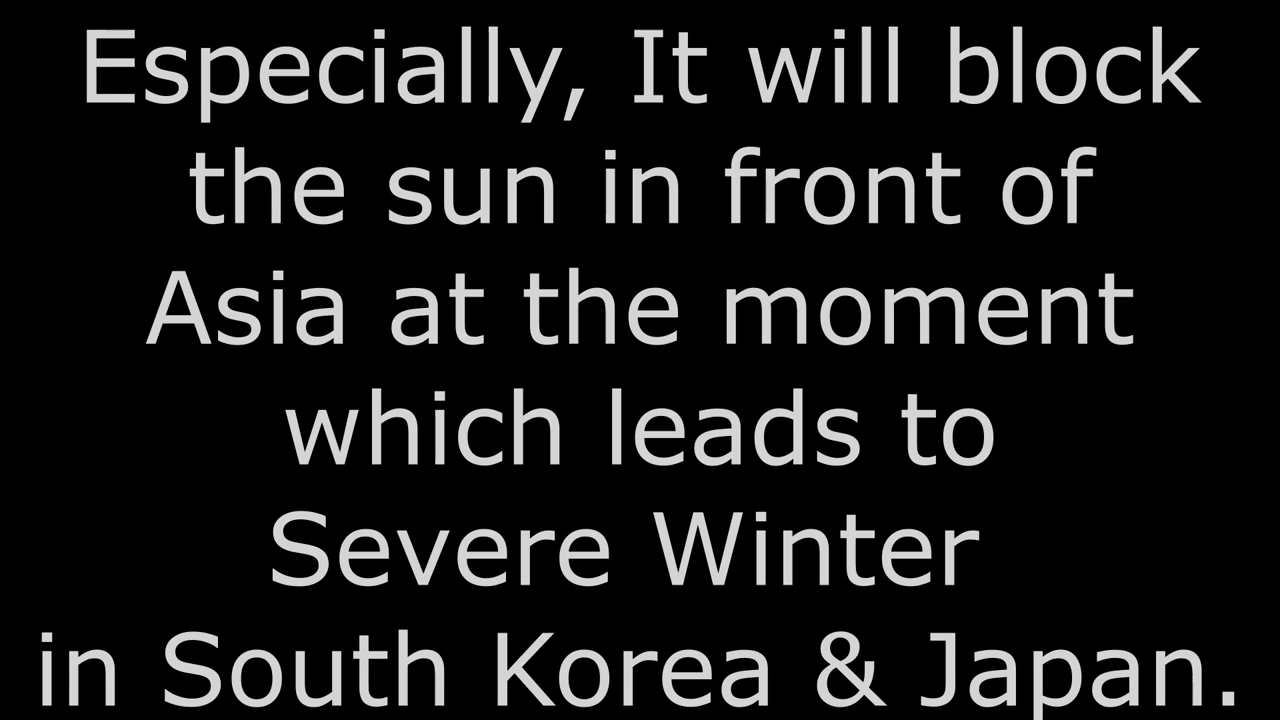 Especially, It will block
the sun in front of
Asia at the moment
which leads to
Severe Winter
in South Korea & Japan.